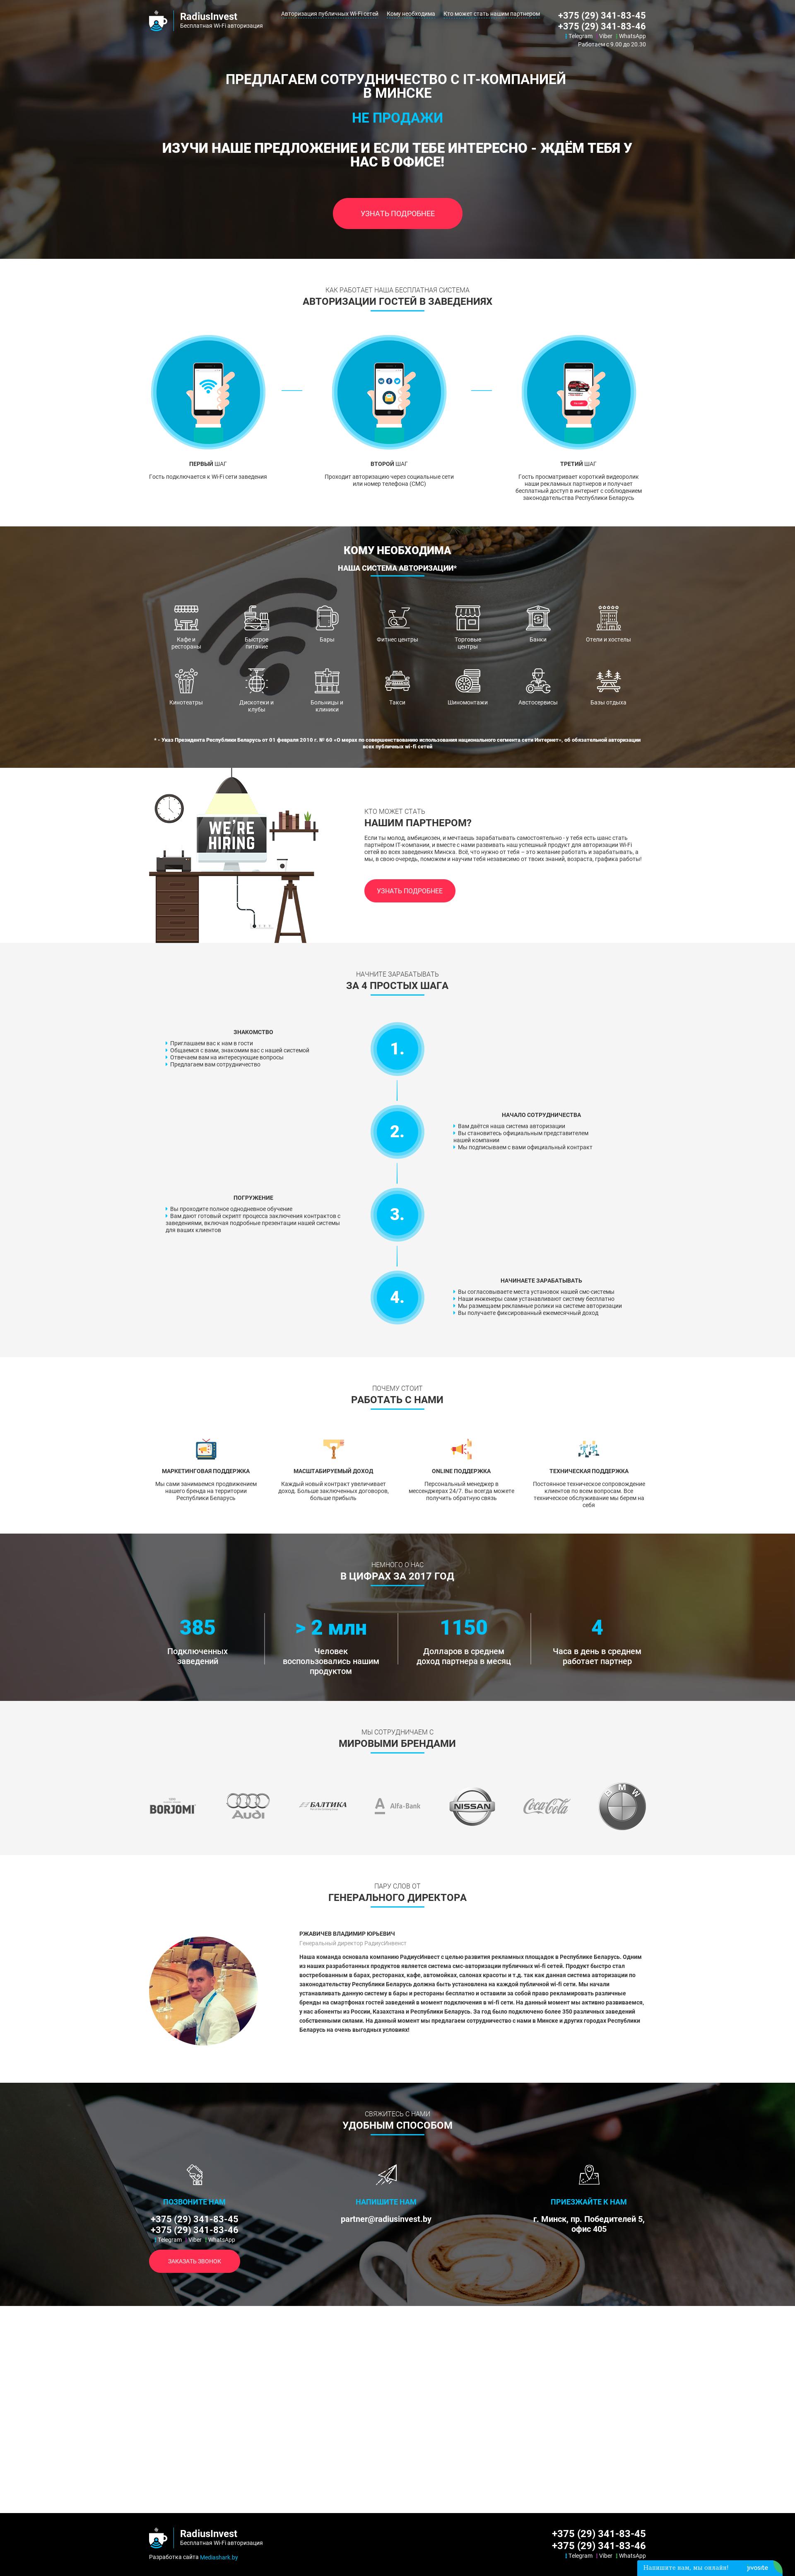 RadiusInvest
Бесплатная Wi-Fi авторизация
Авторизация публичных Wi-Fi сетей
Кому необходима
Кто может стать нашим партнером
+375 (29) 341-83-45
+375 (29) 341-83-46
| Telegram | Viber | WhatsApp
Работаем с 9.00 до 20.30
ПРЕДЛАГАЕМ СОТРУДНИЧЕСТВО С IT-КОМПАНИЕЙ
В МИНСКЕ
НЕ ПРОДАЖИ
ИЗУЧИ НАШЕ ПРЕДЛОЖЕНИЕ И ЕСЛИ ТЕБЕ ИНТЕРЕСНО - ЖДЁМ ТЕБЯ У
НАС В ОФИСЕ!
УЗНАТЬ ПОДРОБНЕЕ
КАК РАБОТАЕТ НАША БЕСПЛАТНАЯ СИСТЕМА
АВТОРИЗАЦИИ ГОСТЕЙ В ЗАВЕДЕНИЯХ
ПЕРВЫЙ ШАГ
Гость подключается к Wi-Fi сети заведения
ВТОРОЙ ШАГ
Проходит авторизацию через социальные сети
или номер телефона (СМС)
ТРЕТИЙ ШАГ
Гость просматривает короткий видеоролик
наши рекламных партнеров и получает
бесплатный доступ в интернет с соблюдением
законодательства Республики Беларусь
КОМУ НЕОБХОДИМА
НАША СИСТЕМА АВТОРИЗАЦИИ*
Кафе и
рестораны
Быстрое
питание
Бары
Фитнес центры
Торговые
центры
Банки
Отели и хостелы
Кинотеатры
Дискотеки и
клубы
Больницы и
клиники
Такси
Шиномонтажи
Автосервисы
Базы отдыха
* - Указ Президента Республики Беларусь от 01 февраля 2010 г. № 60 «О мерах по совершенствованию использования национального сегмента сети Интернет», об обязательной авторизации
всех публичных wi-fi сетей
WE'RE
HIRING
КТО МОЖЕТ СТАТЬ
НАШИМ ПАРТНЕРОМ?
Если ты молод, амбициозен, и мечтаешь зарабатывать самостоятельно - у тебя есть шанс стать
партнёром IT-компании, и вместе с нами развивать наш успешный продукт для авторизации Wi-Fi
сетей во всех заведениях Минска. Всё, что нужно от тебя – это желание работать и зарабатывать, а
мы, в свою очередь, поможем и научим тебя независимо от твоих знаний, возраста, графика работы!
УЗНАТЬ ПОДРОБНЕЕ
НАЧНИТЕ ЗАРАБАТЫВАТЬ
ЗА 4 ПРОСТЫХ ШАГА
ЗНАКОМСТВО
Приглашаем вас к нам в гости
Общаемся с вами, знакомим вас с нашей системой
Отвечаем вам на интересующие вопросы
Предлагаем вам сотрудничество
1.
2.
НАЧАЛО СОТРУДНИЧЕСТВА
Вам даётся наша система авторизации
Вы становитесь официальным представителем
нашей компании
Мы подписываем с вами официальный контракт
ПОГРУЖЕНИЕ
Вы проходите полное однодневное обучение
Вам дают готовый скрипт процесса заключения контрактов с
заведениями, включая подробные презентации нашей системы
для ваших клиентов
3.
4.
НАЧИНАЕТЕ ЗАРАБАТЫВАТЬ
Вы согласовываете места установок нашей смс-системы
Наши инженеры сами устанавливают систему бесплатно
Мы размещаем рекламные ролики на системе авторизации
Вы получаете фиксированный ежемесячный доход
ПОЧЕМУ СТОИТ
РАБОТАТЬ С НАМИ
МАРКЕТИНГОВАЯ ПОДДЕРЖКА
Мы сами занимаемся продвижением
нашего бренда на территории
Республики Беларусь
МАСШТАБИРУЕМЫЙ ДОХОД
Каждый новый контракт увеличивает
доход. Больше заключенных договоров,
больше прибыль
ONLINE ПОДДЕРЖКА
Персональный менеджер в
мессенджерах 24/7. Вы всегда можете
получить обратную связь
ТЕХНИЧЕСКАЯ ПОДДЕРЖКА
Постоянное техническое сопровождение
клиентов по всем вопросам. Все
техническое обслуживание мы берем на
себя
НЕМНОГО О НАС
В ЦИФРАХ ЗА 2017 ГОД
385
Подключенных
заведений
> 2 млн
Человек
воспользовались нашим
продуктом
1150
Долларов в среднем
доход партнера в месяц
4
Часа в день в среднем
работает партнер
МЫ СОТРУДНИЧАЕМ С
МИРОВЫМИ БРЕНДАМИ
BORJOMI
Audi
БАЛТИКА
Alfa-Bank
NISSAN
Coca-Cola
BMW
ПАРУ СЛОВ ОТ
ГЕНЕРАЛЬНОГО ДИРЕКТОРА
РЖАВИЧЕВ ВЛАДИМИР ЮРЬЕВИЧ
Генеральный директор РадиусИнвенст
Наша команда основала компанию РадиусИнвест с целью развития рекламных площадок в Республике Беларусь. Одним
из наших разработанных продуктов является система смс-авторизации публичных wi-fi сетей. Продукт быстро стал
востребованным в барах, ресторанах, кафе, автомойках, салонах красоты и т.д. так как данная система авторизации по
законодательству Республики Беларусь должна быть установлена на каждой публичной wi-fi сети. Мы начали
устанавливать данную систему в бары и рестораны бесплатно и оставили за собой право рекламировать различные
бренды на смартфонах гостей заведений в момент подключения в wi-fi сети. На данный момент мы активно развиваемся,
у нас абоненты из России, Казахстана и Республики Беларусь. За год было подключено более 350 различных заведений
собственными силами. На данный момент мы предлагаем сотрудничество с нами в Минске и других городах Республики
Беларусь на очень выгодных условиях!
СВЯЖИТЕСЬ С НАМИ
УДОБНЫМ СПОСОБОМ
ПОЗВОНИТЕ НАМ
+375 (29) 341-83-45
+375 (29) 341-83-46
| Telegram | Viber | WhatsApp
ЗАКАЗАТЬ ЗВОНОК
НАПИШИТЕ НАМ
partner@radiusinvest.by
ПРИЕЗЖАЙТЕ К НАМ
г. Минск, пр. Победителей 5,
офис 405
RadiusInvest
Бесплатная Wi-Fi авторизация
Разработка сайта Mediashark.by
+375 (29) 341-83-45
+375 (29) 341-83-46
| Telegram | Viber | WhatsApp
Напишите нам, мы онлайн!
jivosite